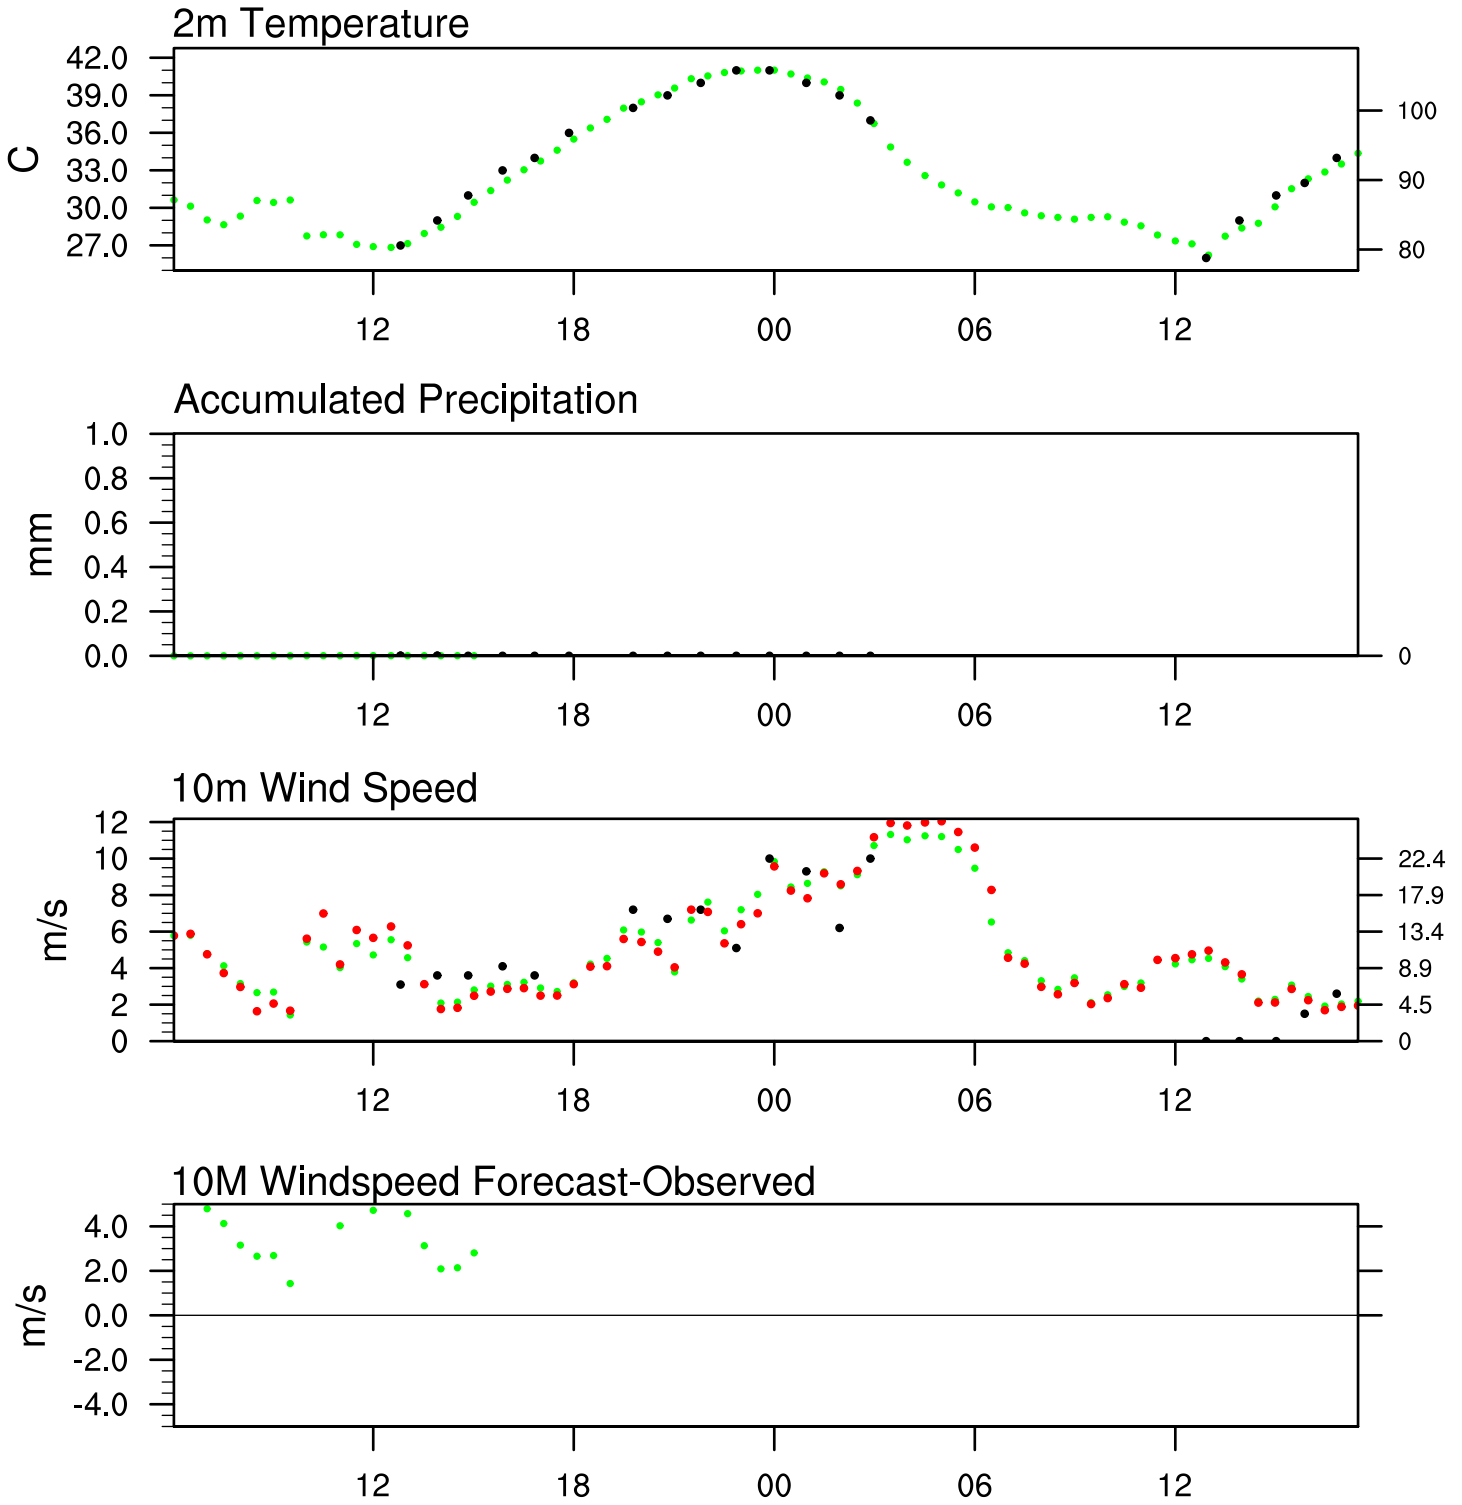 2m Temperature
42.0
39.0
36.0
33.0
30.0
27.0
C
100
90
80
12 18 00 06 12
Accumulated Precipitation
1.0
0.8
0.6
0.4
0.2
0.0
mm
0
12 18 00 06 12
10m Wind Speed
12
10
8
6
4
2
0
m/s
22.4
17.9
13.4
8.9
4.5
0
12 18 00 06 12
10M Windspeed Forecast-Observed
4.0
2.0
0.0
-2.0
-4.0
m/s
12 18 00 06 12